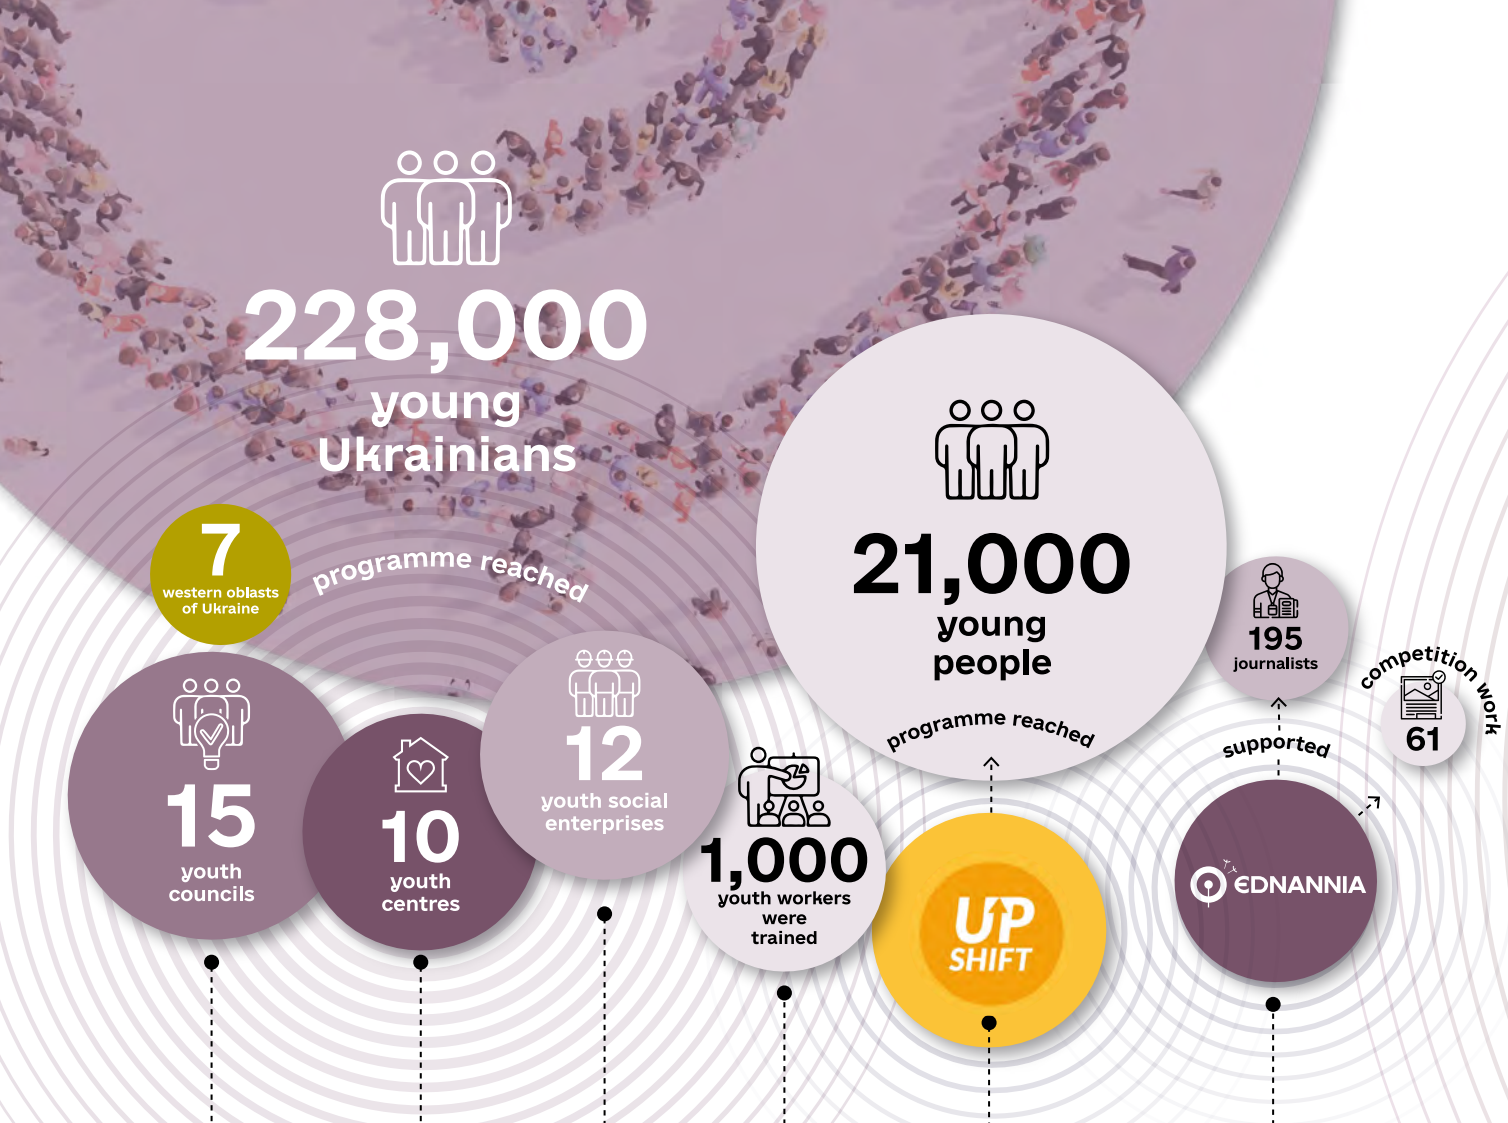 228,000
young
Ukrainians
programme reached
7
western oblasts
of Ukraine
15
youth
councils
10
youth
centres
12
youth social
enterprises
1,000
youth workers
were
trained
21,000
young
people
programme reached
UP
SHIFT
195
journalists
supported
EDNANNIA
competition work
61